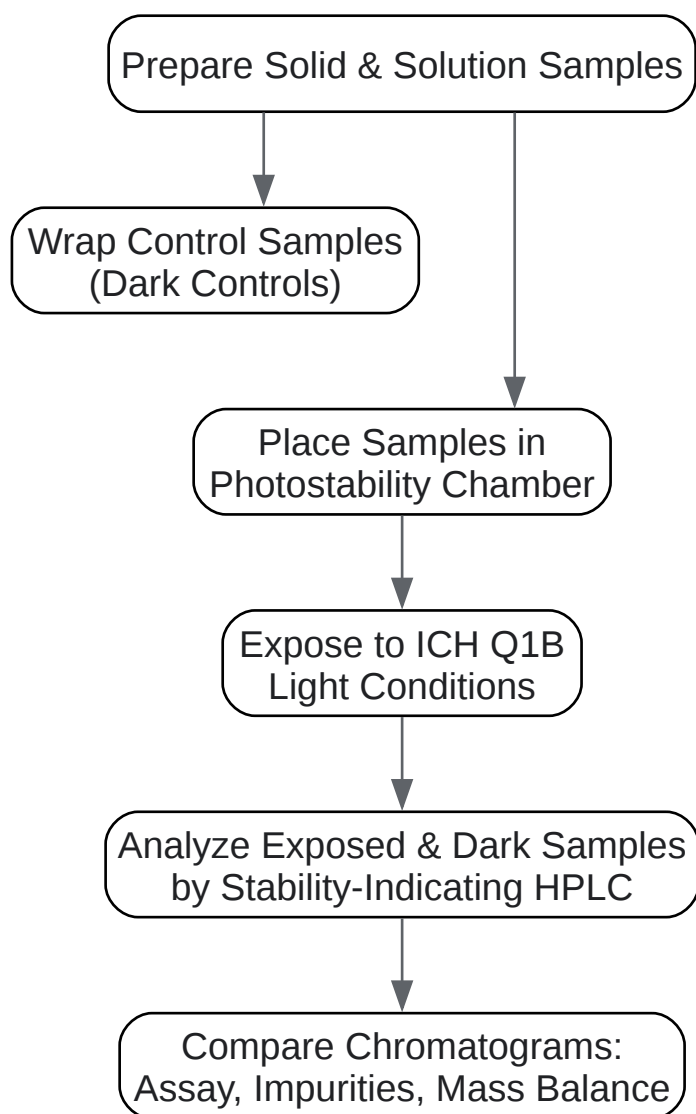 Prepare Solid & Solution Samples
Wrap Control Samples
(Dark Controls)
Place Samples in
Photostability Chamber
Expose to ICH Q1B
Light Conditions
Analyze Exposed & Dark Samples
by Stability-Indicating HPLC
Compare Chromatograms:
Assay, Impurities, Mass Balance